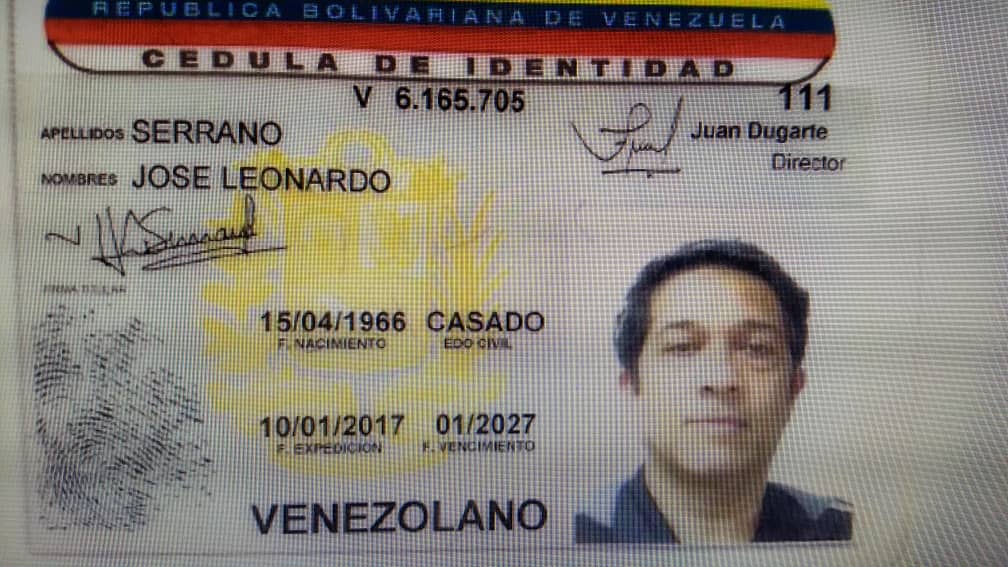 REPUBLICA BOLIVARIANA DE VENEZUELA
CEDULA DE IDENTIDAD
V 6.165.705
111
APELLIDOS SERRANO
Juan Dugarte
Director
NOMBRES JOSE LEONARDO
FIRMA TITULAR
15/04/1966 CASADO
F. NACIMIENTO EDO CIVIL
10/01/2017 01/2027
F. EXPEDICION F. VENCIMIENTO
VENEZOLANO